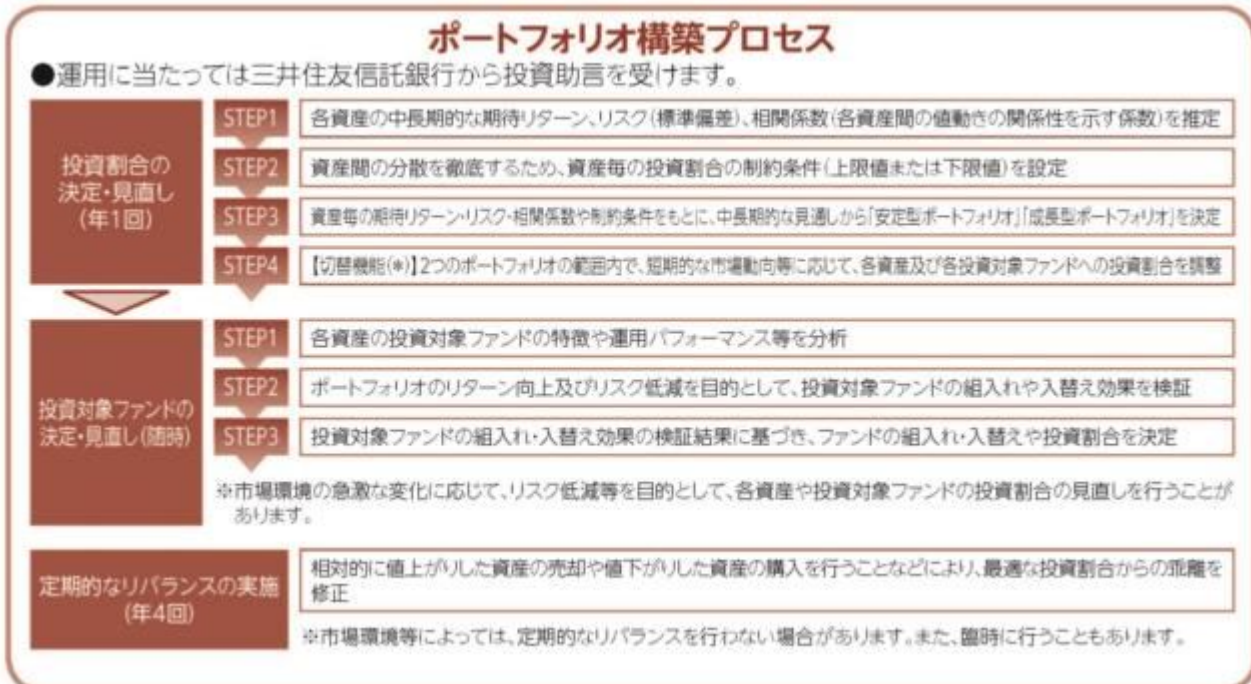 ポートフォリオ構築プロセス
●運用に当たっては三井住友信託銀行から投資助言を受けます。
投資割合の
決定・見直し
(年1回)
STEP1
各資産の中長期的な期待リターン、リスク(標準偏差)、相関係数(各資産間の値動きの関係性を示す係数)を推定
STEP2
資産間の分散を徹底するため、資産毎の投資割合の制約条件(上限値または下限値)を設定
STEP3
資産毎の期待リターン・リスク・相関係数や制約条件をもとに、中長期的な見通しから「安定型ポートフォリオ」「成長型ポートフォリオ」を決定
STEP4
【切替機能(*)】2つのポートフォリオの範囲内で、短期的な市場動向等に応じて、各資産及び各投資対象ファンドへの投資割合を調整
投資対象ファンドの
決定・見直し(随時)
STEP1
各資産の投資対象ファンドの特徴や運用パフォーマンス等を分析
STEP2
ポートフォリオのリターン向上及びリスク低減を目的として、投資対象ファンドの組入れや入替え効果を検証
STEP3
投資対象ファンドの組入れ・入替え効果の検証結果に基づき、ファンドの組入れ・入替えや投資割合を決定
※市場環境の急激な変化に応じて、リスク低減等を目的として、各資産や投資対象ファンドの投資割合の見直しを行うことが
あります。
定期的なリバランスの実施
(年4回)
相対的に値上がりした資産の売却や値下がりした資産の購入を行うことなどにより、最適な投資割合からの乖離を
修正
※市場環境等によっては、定期的なリバランスを行わない場合があります。また、臨時に行うこともあります。